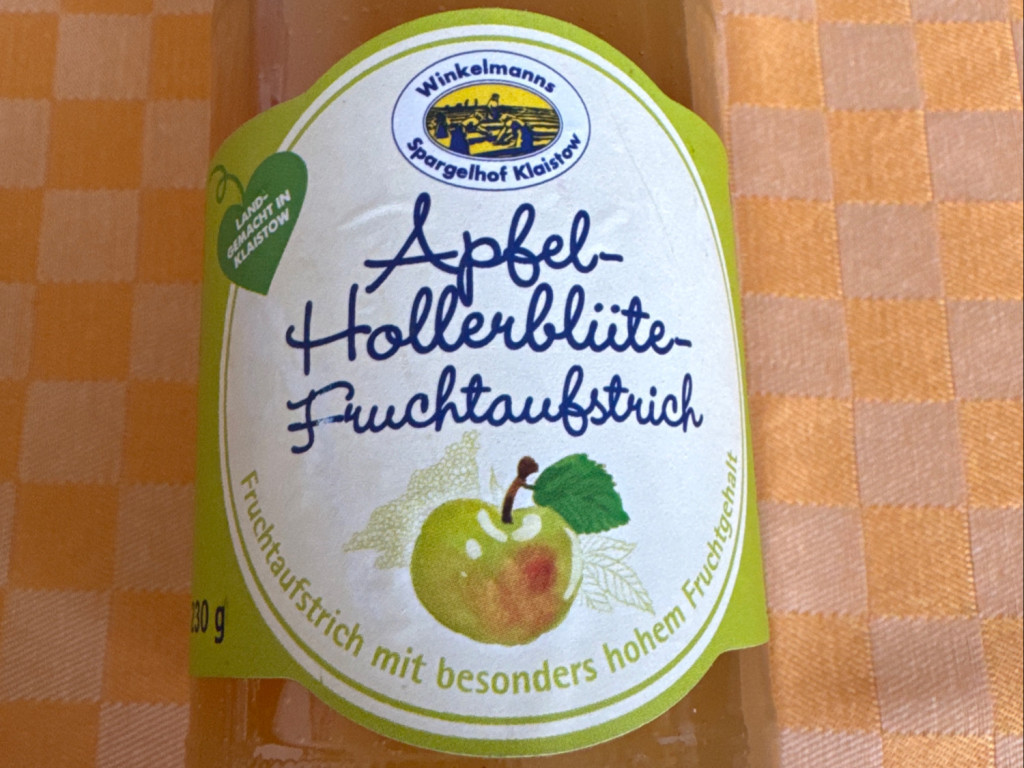 Winkelmanns
Spargelhof Klaistow
LAND-
GEMACHT IN
KLAISTOW
Apfel-
Hollerblüte-
Fruchtaufstrich
Fruchtaufstrich mit besonders hohem Fruchtgehalt
230 g